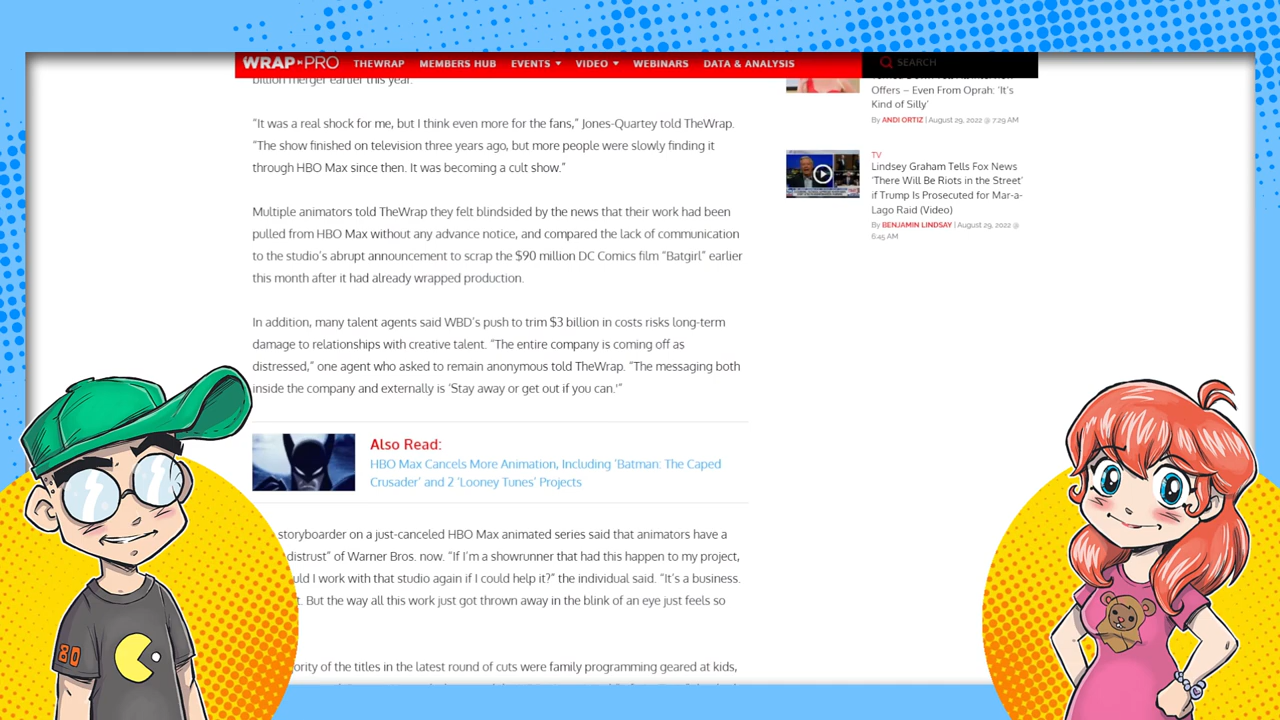 WRAP PRO
THEWRAP
MEMBERS HUB
EVENTS
VIDEO
WEBINARS
DATA & ANALYSIS
SEARCH
billion merger earlier this year.
“It was a real shock for me, but I think even more for the fans,” Jones-Quartey told TheWrap.
“The show finished on television three years ago, but more people were slowly finding it
through HBO Max since then. It was becoming a cult show.”
Multiple animators told TheWrap they felt blindsided by the news that their work had been
pulled from HBO Max without any advance notice, and compared the lack of communication
to the studio’s abrupt announcement to scrap the $90 million DC Comics film “Batgirl” earlier
this month after it had already wrapped production.
In addition, many talent agents said WBD’s push to trim $3 billion in costs risks long-term
damage to relationships with creative talent. “The entire company is coming off as
distressed,” one agent who asked to remain anonymous told TheWrap. “The messaging both
inside the company and externally is ‘Stay away or get out if you can.’”
Also Read:
HBO Max Cancels More Animation, Including ‘Batman: The Caped
Crusader’ and 2 ‘Looney Tunes’ Projects
storyboarder on a just-canceled HBO Max animated series said that animators have a
distrust” of Warner Bros. now. “If I’m a showrunner that had this happen to my project,
I work with that studio again if I could help it?” the individual said. “It’s a business.
But the way all this work just got thrown away in the blink of an eye just feels so
of the titles in the latest round of cuts were family programming geared at kids,
Offers – Even From Oprah: ‘It’s
Kind of Silly’
By ANDI ORTIZ | August 29, 2022 @ 7:29 AM
TV
Lindsey Graham Tells Fox News
‘There Will Be Riots in the Street’
if Trump Is Prosecuted for Mar-a-
Lago Raid (Video)
By BENJAMIN LINDSAY | August 29, 2022 @
6:45 AM
80